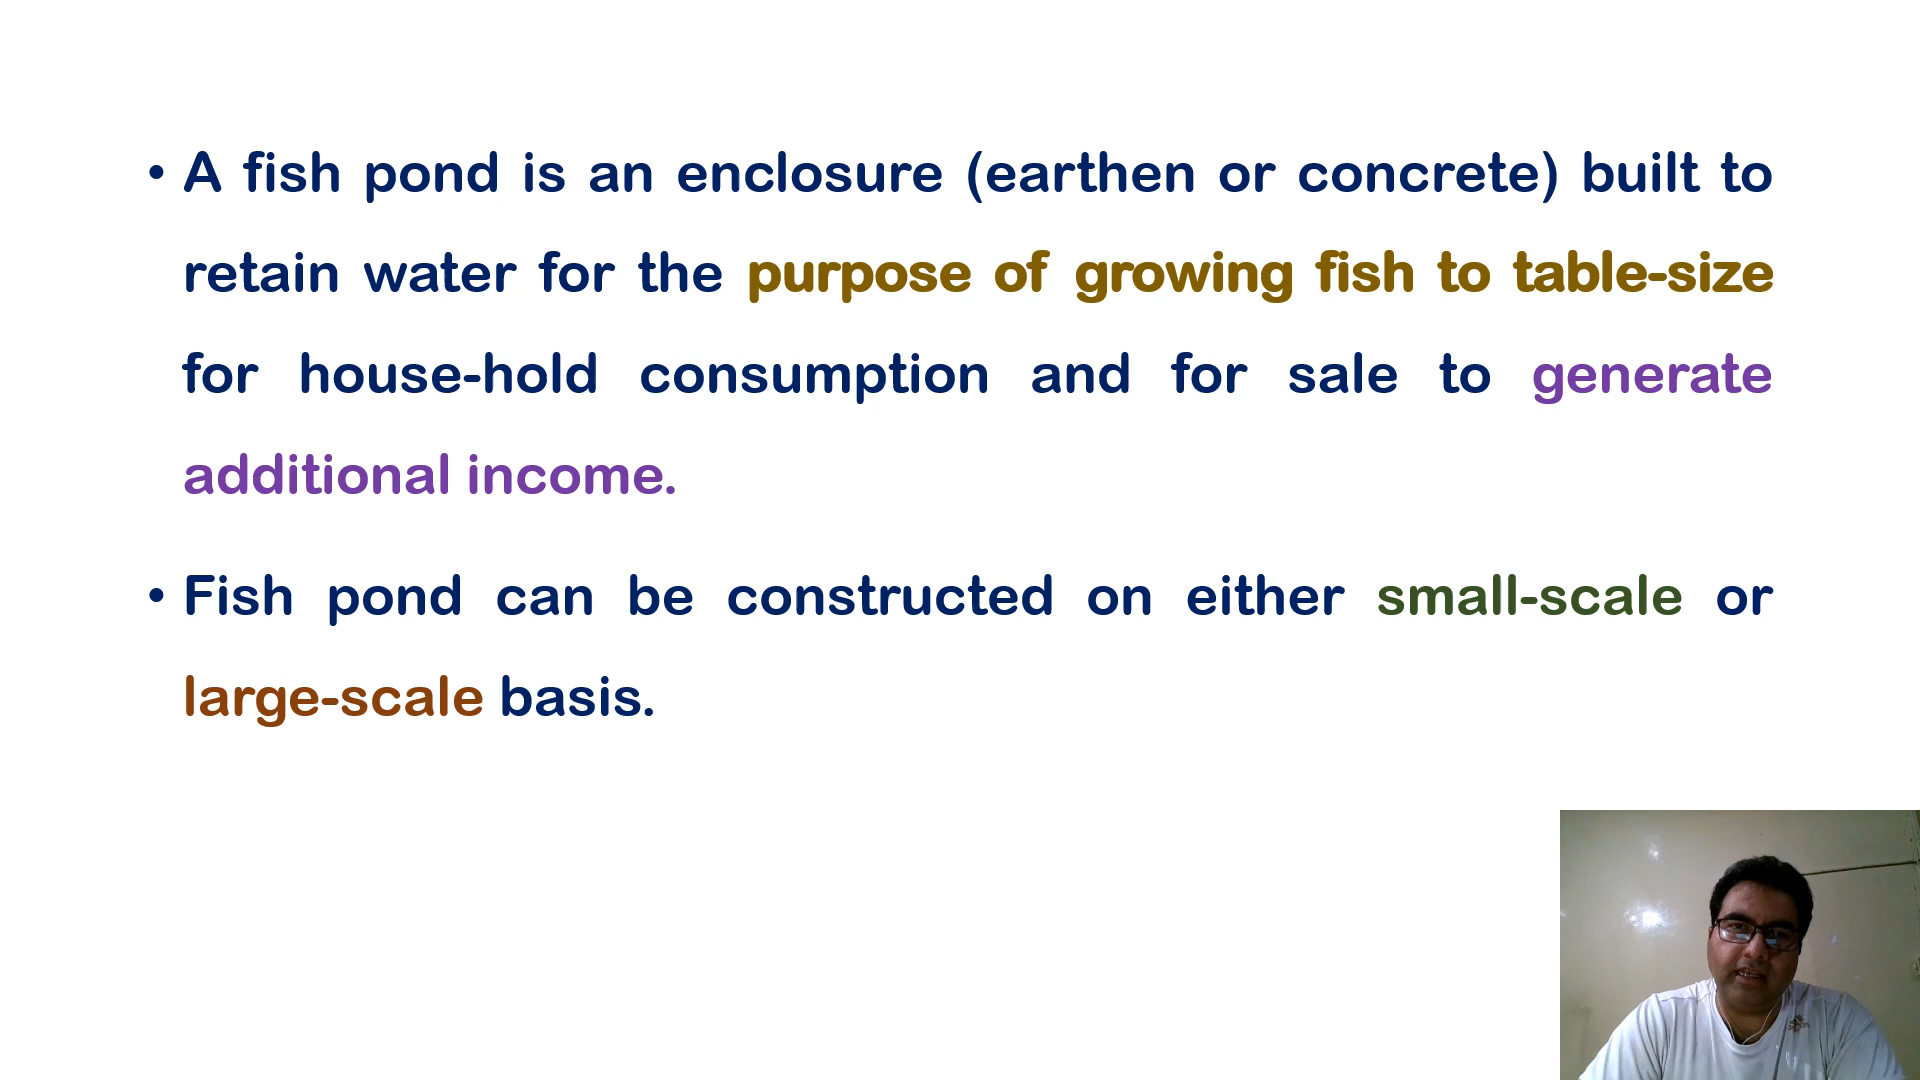 • A fish pond is an enclosure (earthen or concrete) built to
retain water for the purpose of growing fish to table-size
for house-hold consumption and for sale to generate
additional income.
• Fish pond can be constructed on either small-scale or
large-scale basis.